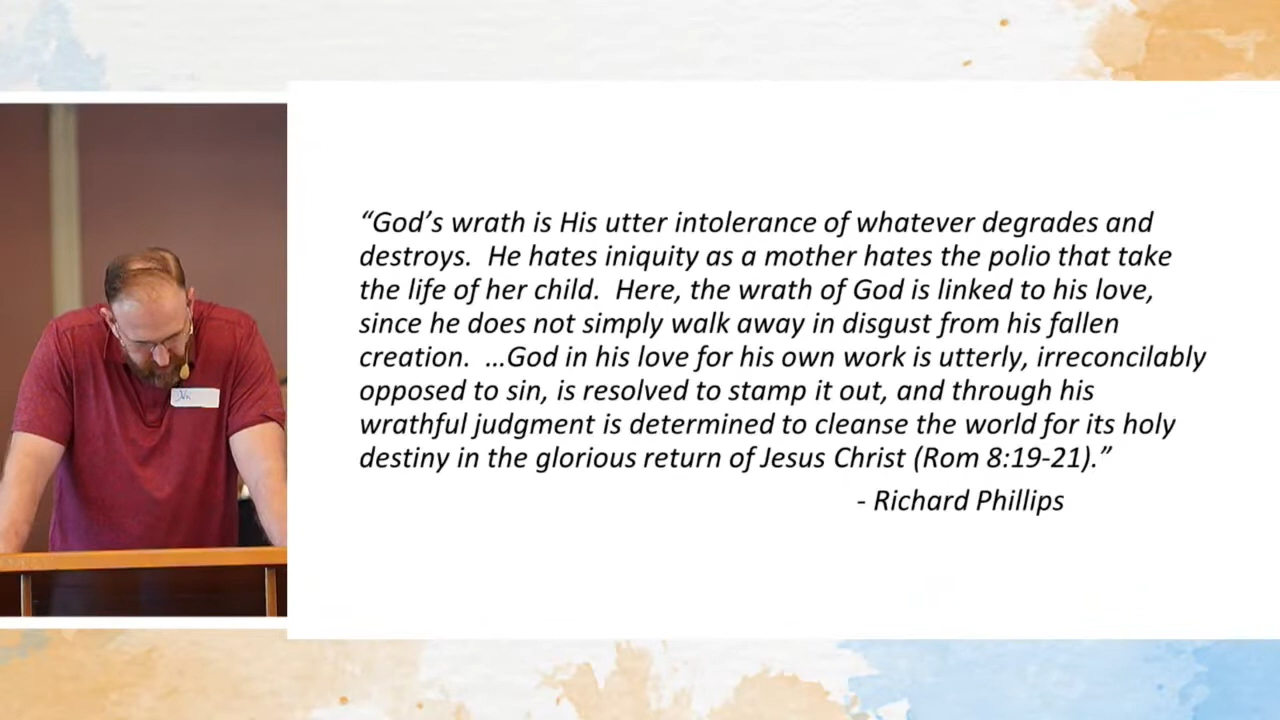 “God’s wrath is His utter intolerance of whatever degrades and
destroys.  He hates iniquity as a mother hates the polio that take
the life of her child.  Here, the wrath of God is linked to his love,
since he does not simply walk away in disgust from his fallen
creation.  …God in his love for his own work is utterly, irreconcilably
opposed to sin, is resolved to stamp it out, and through his
wrathful judgment is determined to cleanse the world for its holy
destiny in the glorious return of Jesus Christ (Rom 8:19-21).”
- Richard Phillips